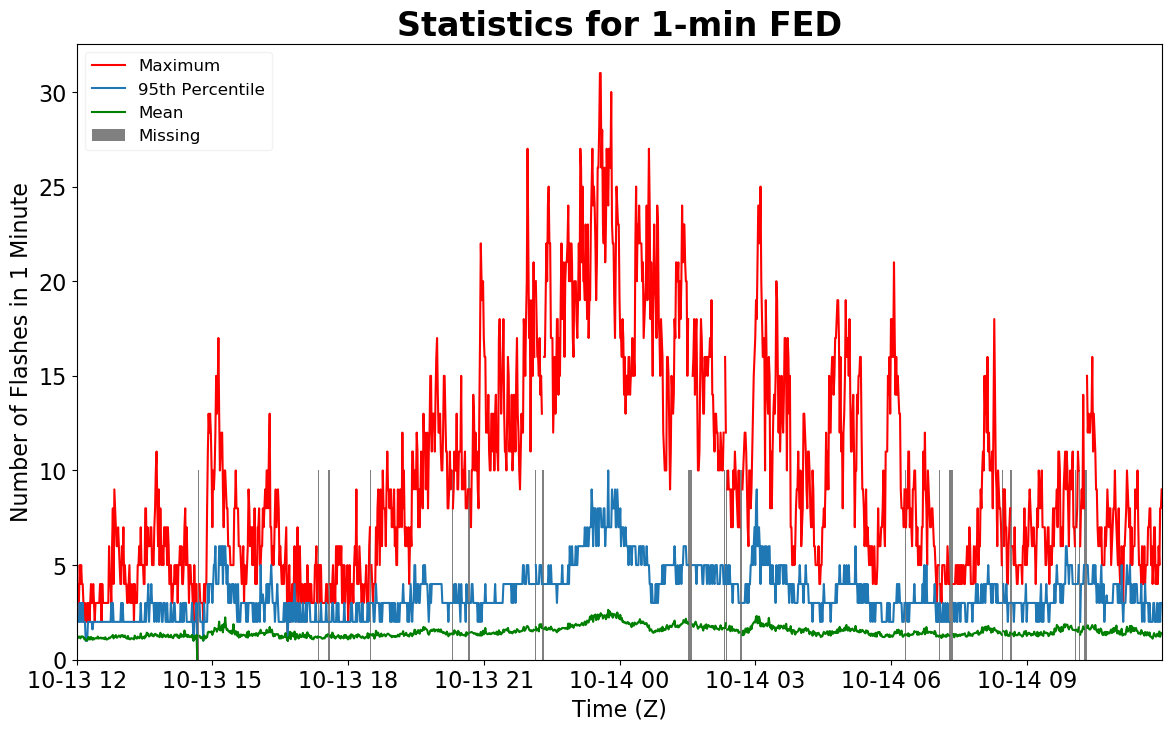 Statistics for 1-min FED
Maximum
95th Percentile
Mean
Missing
Number of Flashes in 1 Minute
30
25
20
15
10
5
0
10-13 12 10-13 15 10-13 18 10-13 21 10-14 00 10-14 03 10-14 06 10-14 09
Time (Z)